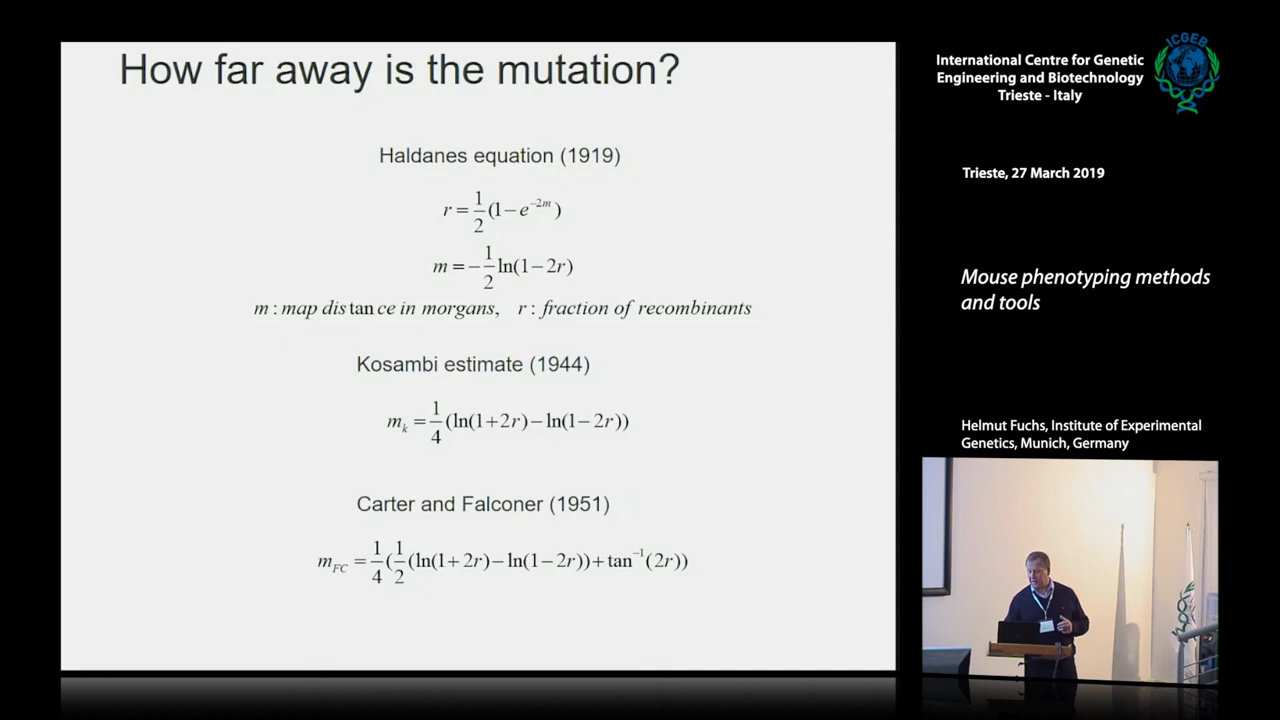 How far away is the mutation?
Haldanes equation (1919)
r = 1/2 (1 − e^−2m)
m = − 1/2 ln(1 − 2r)
m : map dis tan ce in morgans,   r : fraction of recombinants
Kosambi estimate (1944)
m_k = 1/4 (ln(1+2r) − ln(1−2r))
Carter and Falconer (1951)
m_FC = 1/4 ( 1/2 (ln(1+2r) − ln(1−2r)) + tan^−1 (2r))
International Centre for Genetic
Engineering and Biotechnology
Trieste - Italy
ICGEB
Trieste, 27 March 2019
Mouse phenotyping methods
and tools
Helmut Fuchs, Institute of Experimental
Genetics, Munich, Germany